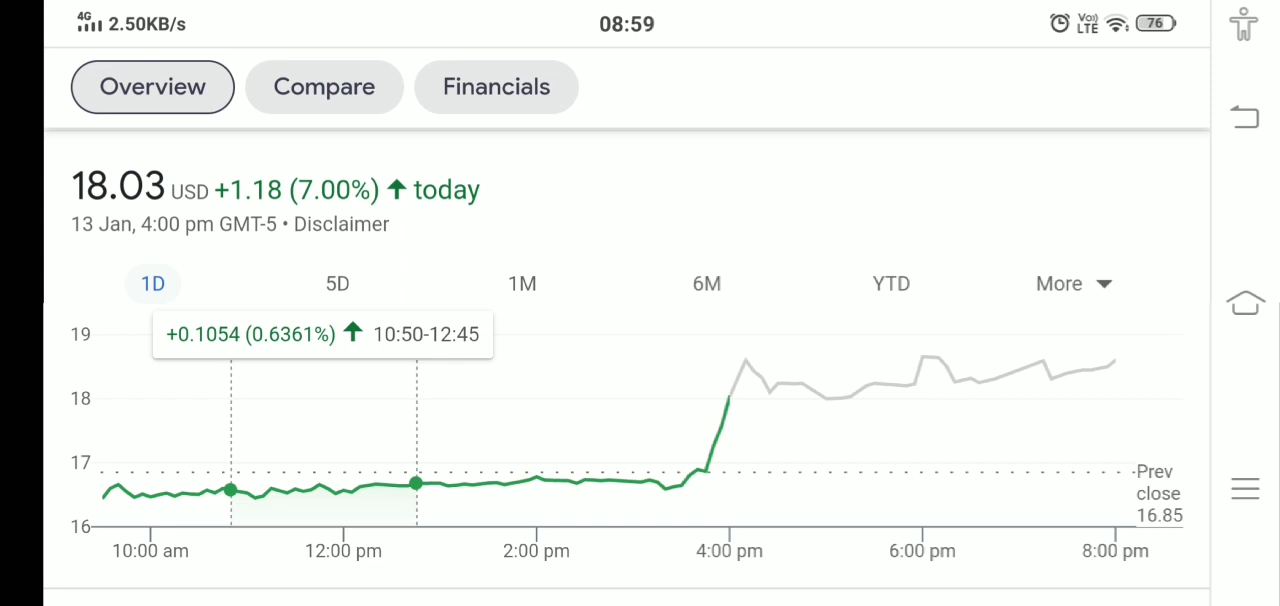 4G 2.50KB/s 08:59 Vo)) LTE 76
Overview Compare Financials
18.03 USD +1.18 (7.00%) ↑ today
13 Jan, 4:00 pm GMT-5 • Disclaimer
1D 5D 1M 6M YTD More
+0.1054 (0.6361%) ↑ 10:50-12:45
19
18
17
16
Prev
close
16.85
10:00 am 12:00 pm 2:00 pm 4:00 pm 6:00 pm 8:00 pm